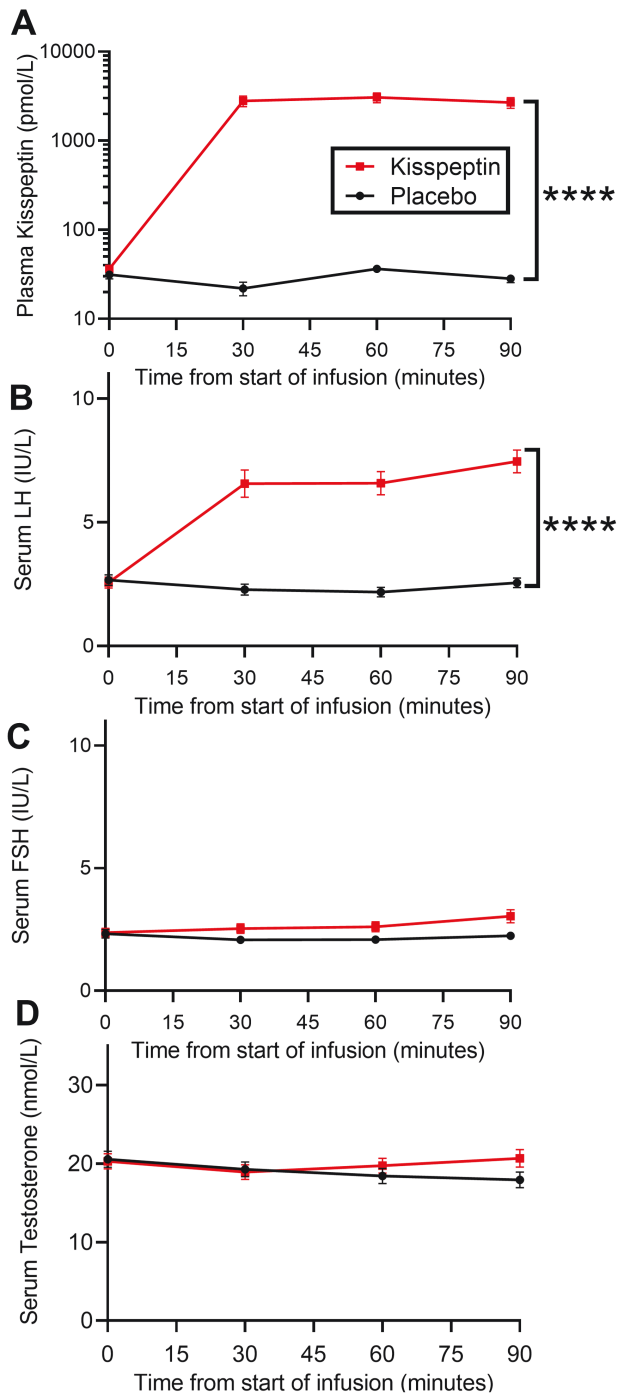 A
Plasma Kisspeptin (pmol/L)
10000
1000
100
10
Kisspeptin
Placebo
****
0 15 30 45 60 75 90
Time from start of infusion (minutes)
B
Serum LH (IU/L)
10
5
0
****
0 15 30 45 60 75 90
Time from start of infusion (minutes)
C
Serum FSH (IU/L)
10
5
0
0 15 30 45 60 75 90
Time from start of infusion (minutes)
D
Serum Testosterone (nmol/L)
30
20
10
0
0 15 30 45 60 75 90
Time from start of infusion (minutes)